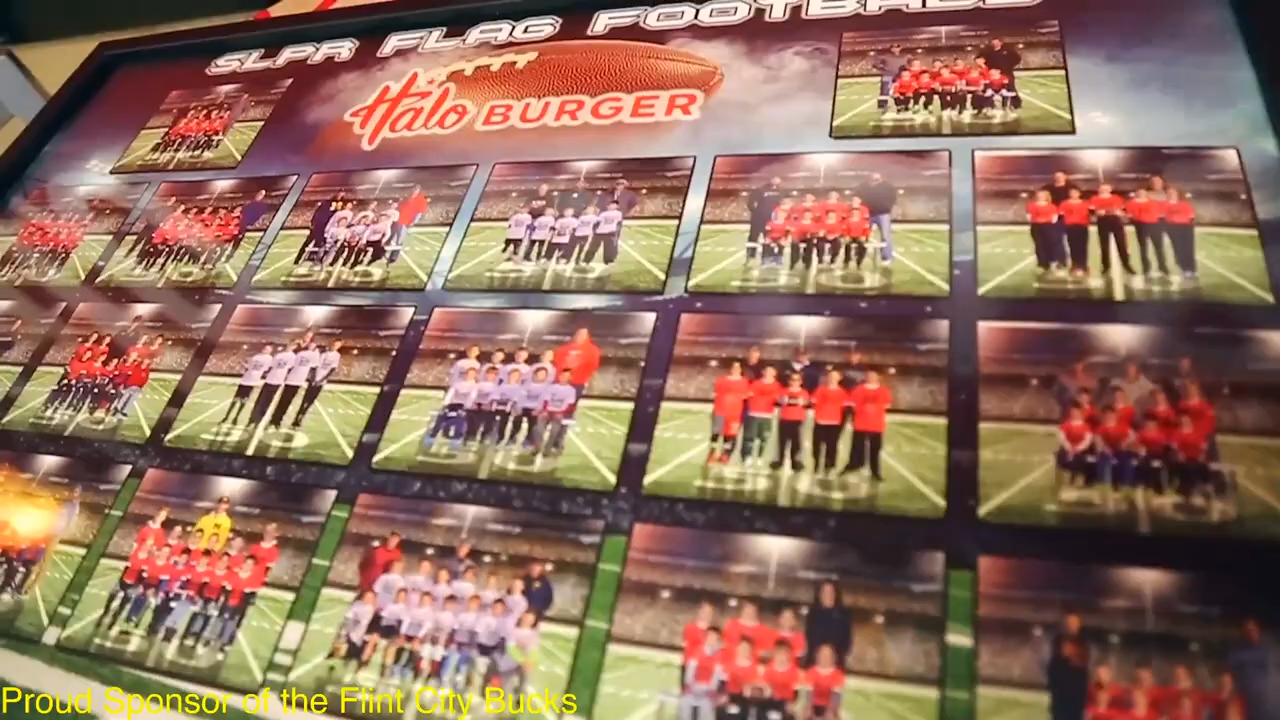 SLPR FLAG FOOTBALL
Halo BURGER
Proud Sponsor of the Flint City Bucks